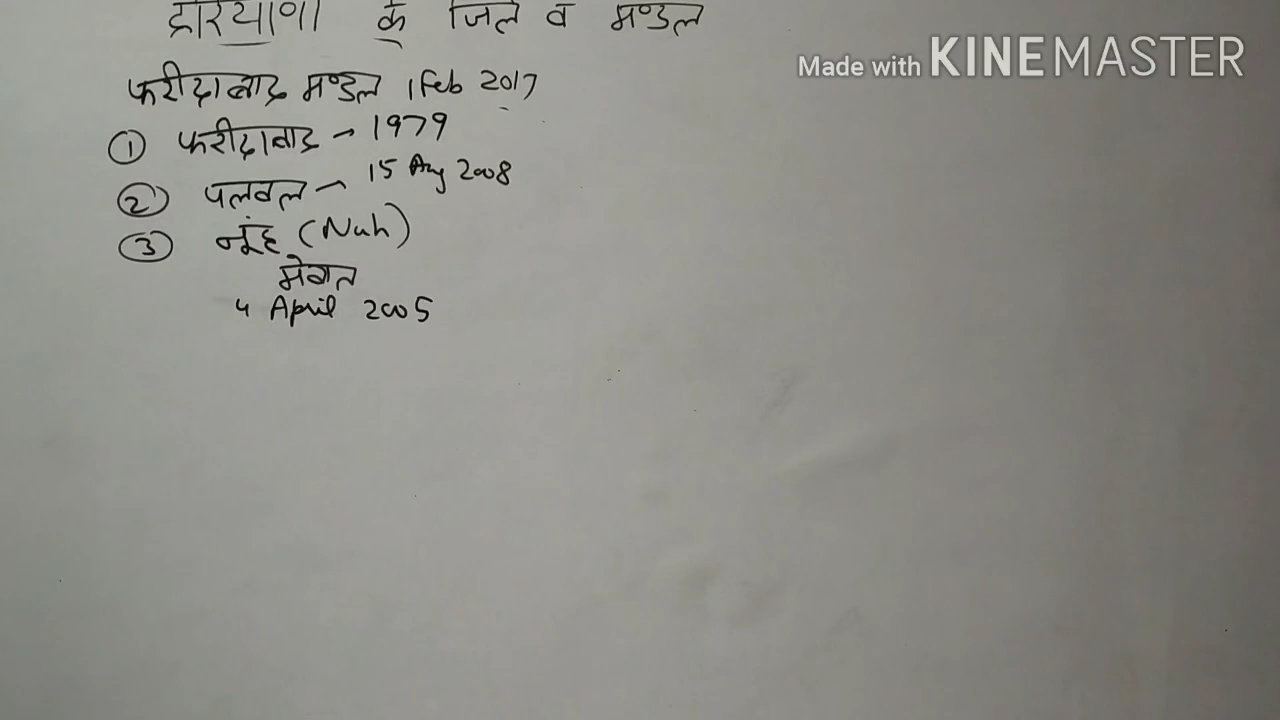 हरियाणा के जिले व मण्डल
Made with KINEMASTER
फरीदाबाद मण्डल 1 Feb 2017
① फरीदाबाद - 1979
② पलवल - 15 Aug 2008
③ नूंह (Nuh)
मेवात
4 April 2005